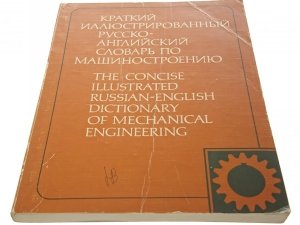 КРАТКИЙ
ИЛЛЮСТРИРОВАННЫЙ
РУССКО-
АНГЛИЙСКИЙ
СЛОВАРЬ ПО
МАШИНОСТРОЕНИЮ
THE CONCISE
ILLUSTRATED
RUSSIAN-ENGLISH
DICTIONARY
OF MECHANICAL
ENGINEERING